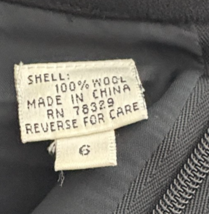 SHELL:
100% WOOL
MADE IN CHINA
RN 78329
REVERSE FOR CARE
6